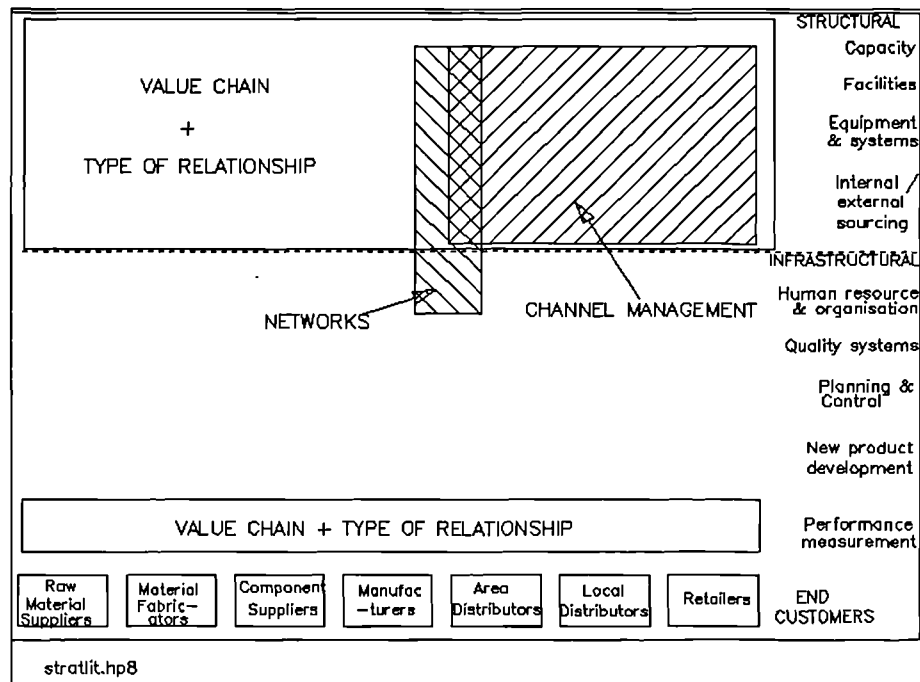 STRUCTURAL
Capacity
Facilities
Equipment
& systems
Internal /
external
sourcing
VALUE CHAIN
+
TYPE OF RELATIONSHIP
INFRASTRUCTURAL
Human resource
& organisation
NETWORKS
CHANNEL MANAGEMENT
Quality systems
Planning &
Control
New product
development
Performance
measurement
VALUE CHAIN + TYPE OF RELATIONSHIP
Raw
Material
Suppliers
Material
Fabric-
ators
Component
Suppliers
Manufac
-turers
Area
Distributors
Local
Distributors
Retailers
END
CUSTOMERS
stratlit.hp8